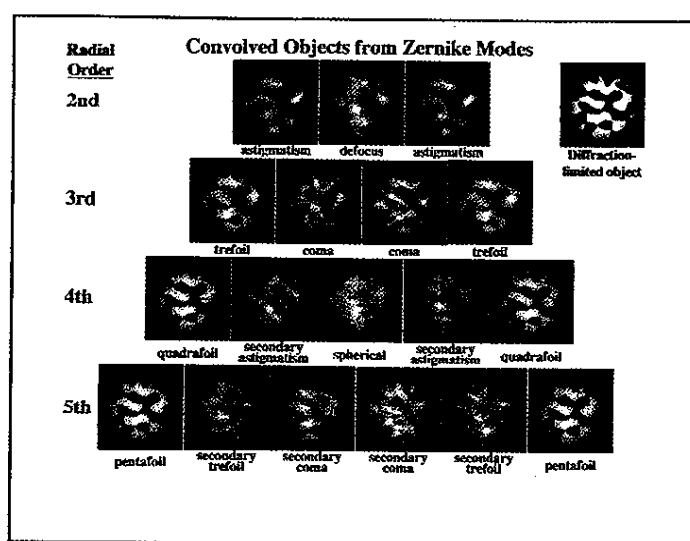 Radial
Order
Convolved Objects from Zernike Modes
2nd
astigmatism defocus astigmatism
Diffraction-
limited object
3rd
trefoil coma coma trefoil
4th
quadrafoil secondary astigmatism spherical secondary astigmatism quadrafoil
5th
pentafoil secondary trefoil secondary coma secondary coma secondary trefoil pentafoil